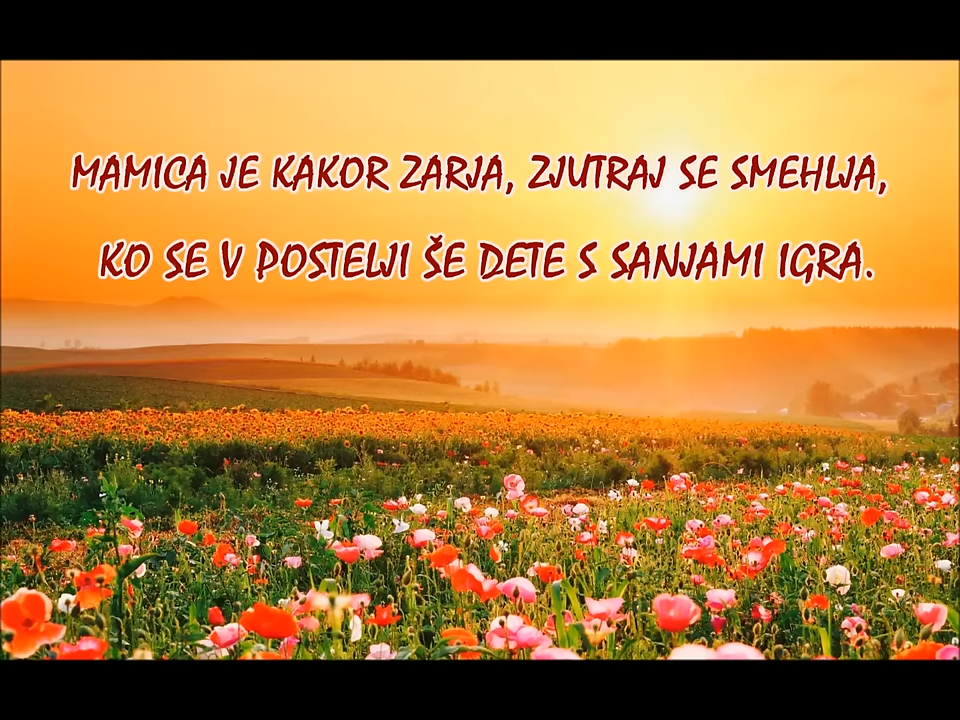 MAMICA JE KAKOR ZARJA, ZJUTRAJ SE SMEHLJA,
KO SE V POSTELJI ŠE DETE S SANJAMI IGRA.